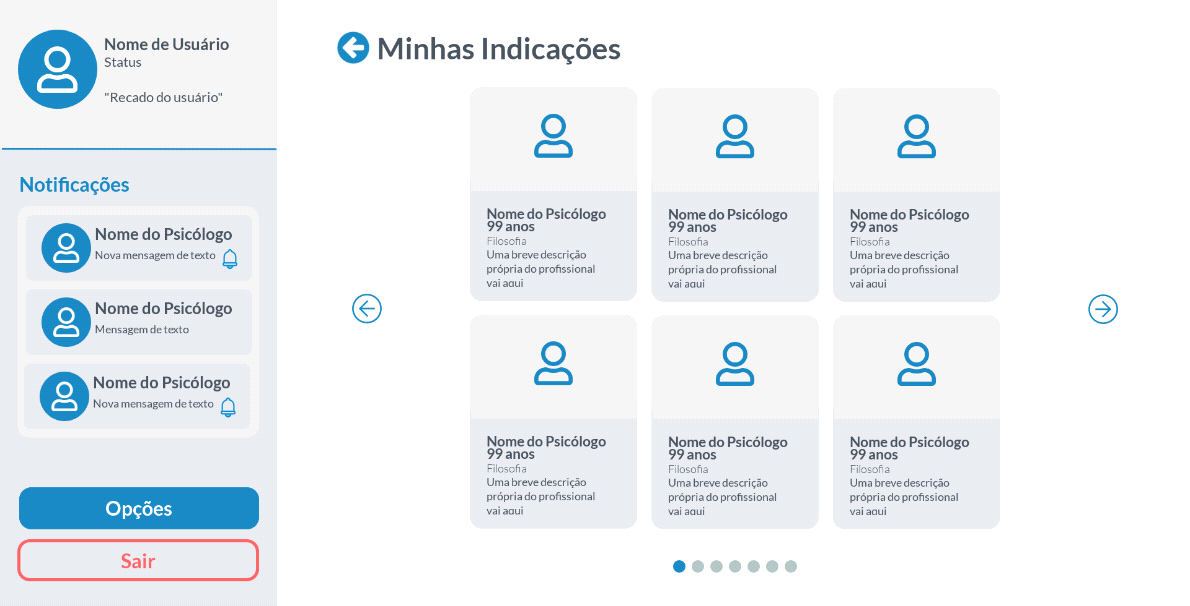 Nome de Usuário
Status
"Recado do usuário"
Notificações
Nome do Psicólogo
Nova mensagem de texto
Nome do Psicólogo
Mensagem de texto
Nome do Psicólogo
Nova mensagem de texto
Opções
Sair
Minhas Indicações
Nome do Psicólogo
99 anos
Filosofia
Uma breve descrição
própria do profissional
vai aqui
Nome do Psicólogo
99 anos
Filosofia
Uma breve descrição
própria do profissional
vai aqui
Nome do Psicólogo
99 anos
Filosofia
Uma breve descrição
própria do profissional
vai aqui
Nome do Psicólogo
99 anos
Filosofia
Uma breve descrição
própria do profissional
vai aqui
Nome do Psicólogo
99 anos
Filosofia
Uma breve descrição
própria do profissional
vai aqui
Nome do Psicólogo
99 anos
Filosofia
Uma breve descrição
própria do profissional
vai aqui